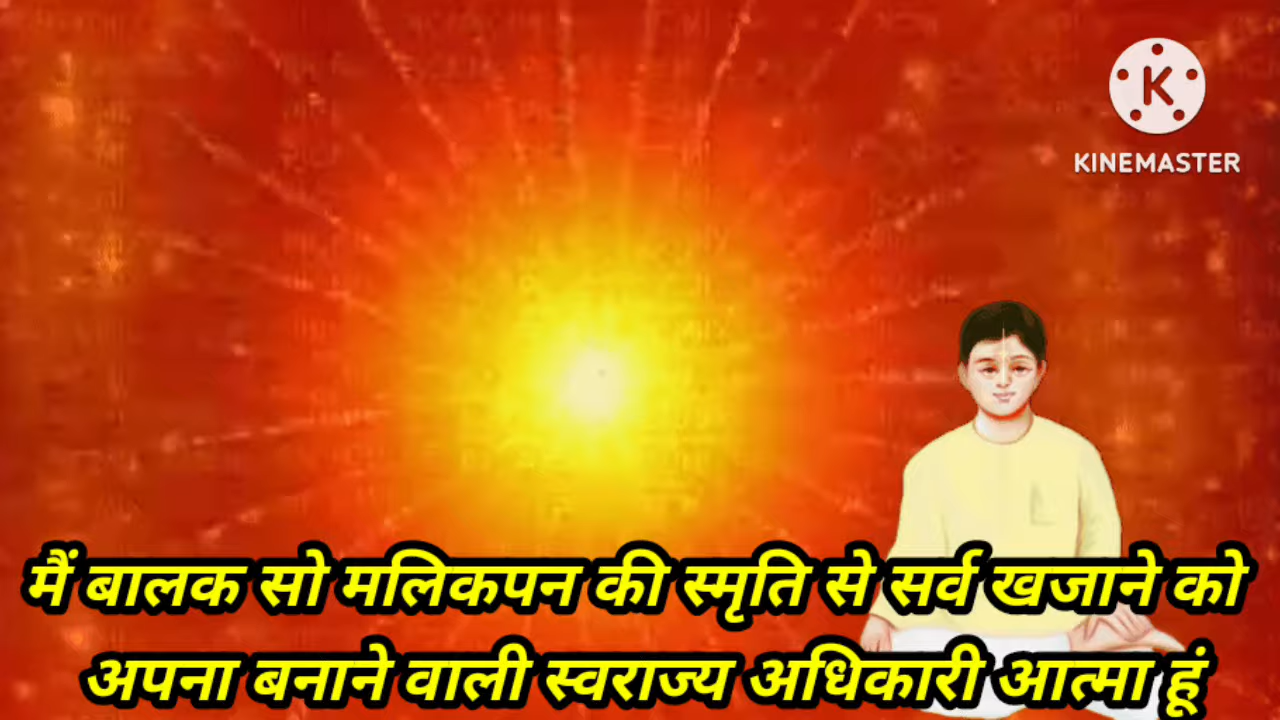 K
KINEMASTER
मैं बालक सो मलिकपन की स्मृति से सर्व खजाने को
अपना बनाने वाली स्वराज्य अधिकारी आत्मा हूं